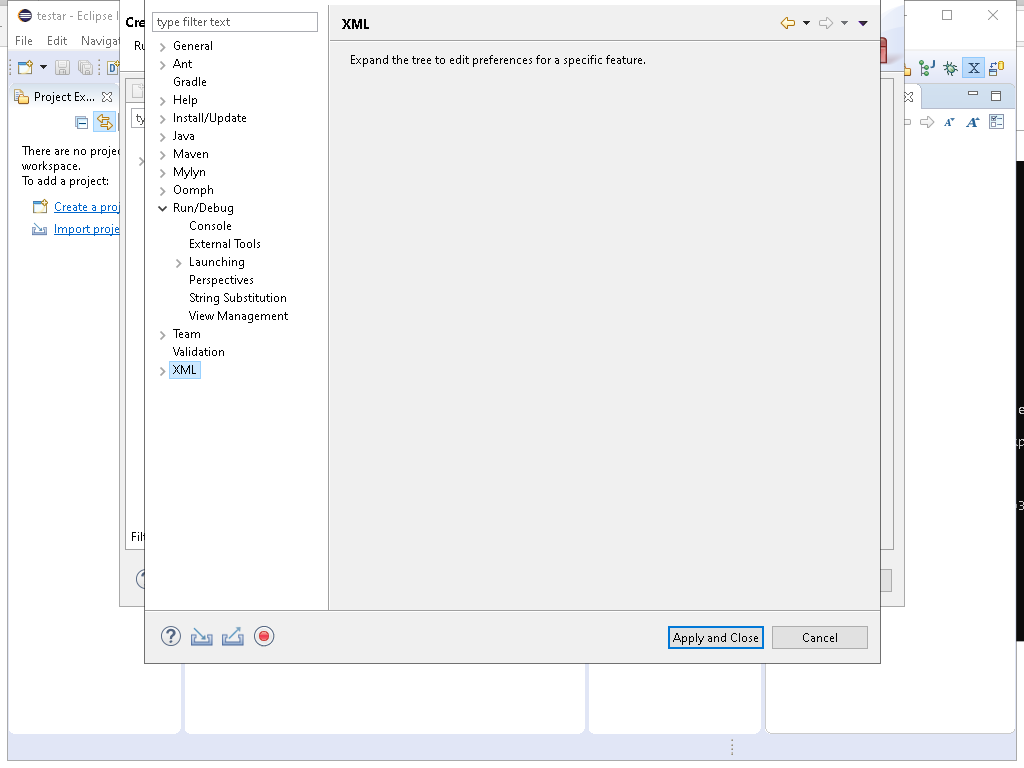 testar - Eclipse I
File Edit Navigat
Cre
Ru
Project Ex...
There are no projec
workspace.
To add a project:
Create a proj
Import proje
ty
Filt
type filter text
General
Ant
Gradle
Help
Install/Update
Java
Maven
Mylyn
Oomph
Run/Debug
Console
External Tools
Launching
Perspectives
String Substitution
View Management
Team
Validation
XML
XML
Expand the tree to edit preferences for a specific feature.
Apply and Close Cancel